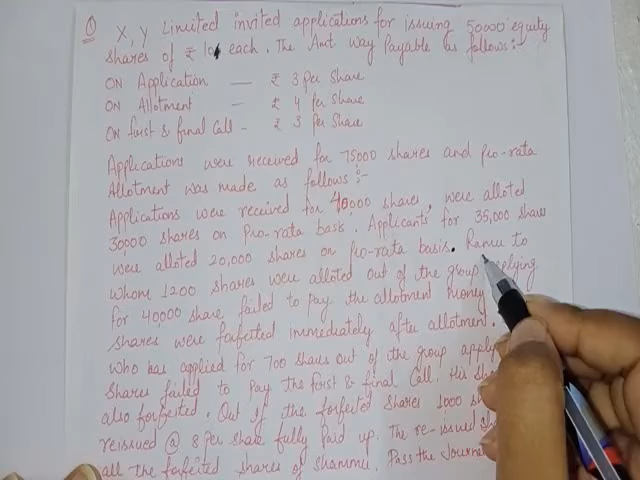 Q X, Y Limited invited applications for issuing 50000 equity
shares of ₹ 10 each. The Amt way Payable as follows:-
ON Application — ₹ 3 per share
ON Allotment — ₹ 4 per share
ON first & final Call - ₹ 3 per share
Applications were received for 75000 shares and pro-rata
Allotment was made as follows :-
Applications were received for 40000 shares, were alloted
30000 shares on pro-rata basis. Applicants for 35,000 share
were alloted 20,000 shares on pro-rata basis. Ramu to
whom 1200 shares were alloted out of the group applying
for 40,000 share failed to pay the allotment money
shares were forfeited immediately after allotment.
who has applied for 700 shares out of the group
shares failed to pay the first & final Call. His
also forfeited. Out of the forfeited shares 1000
reissued @ 8 per share fully paid up. The re-issued
all the forfeited shares of shammu. Pass the